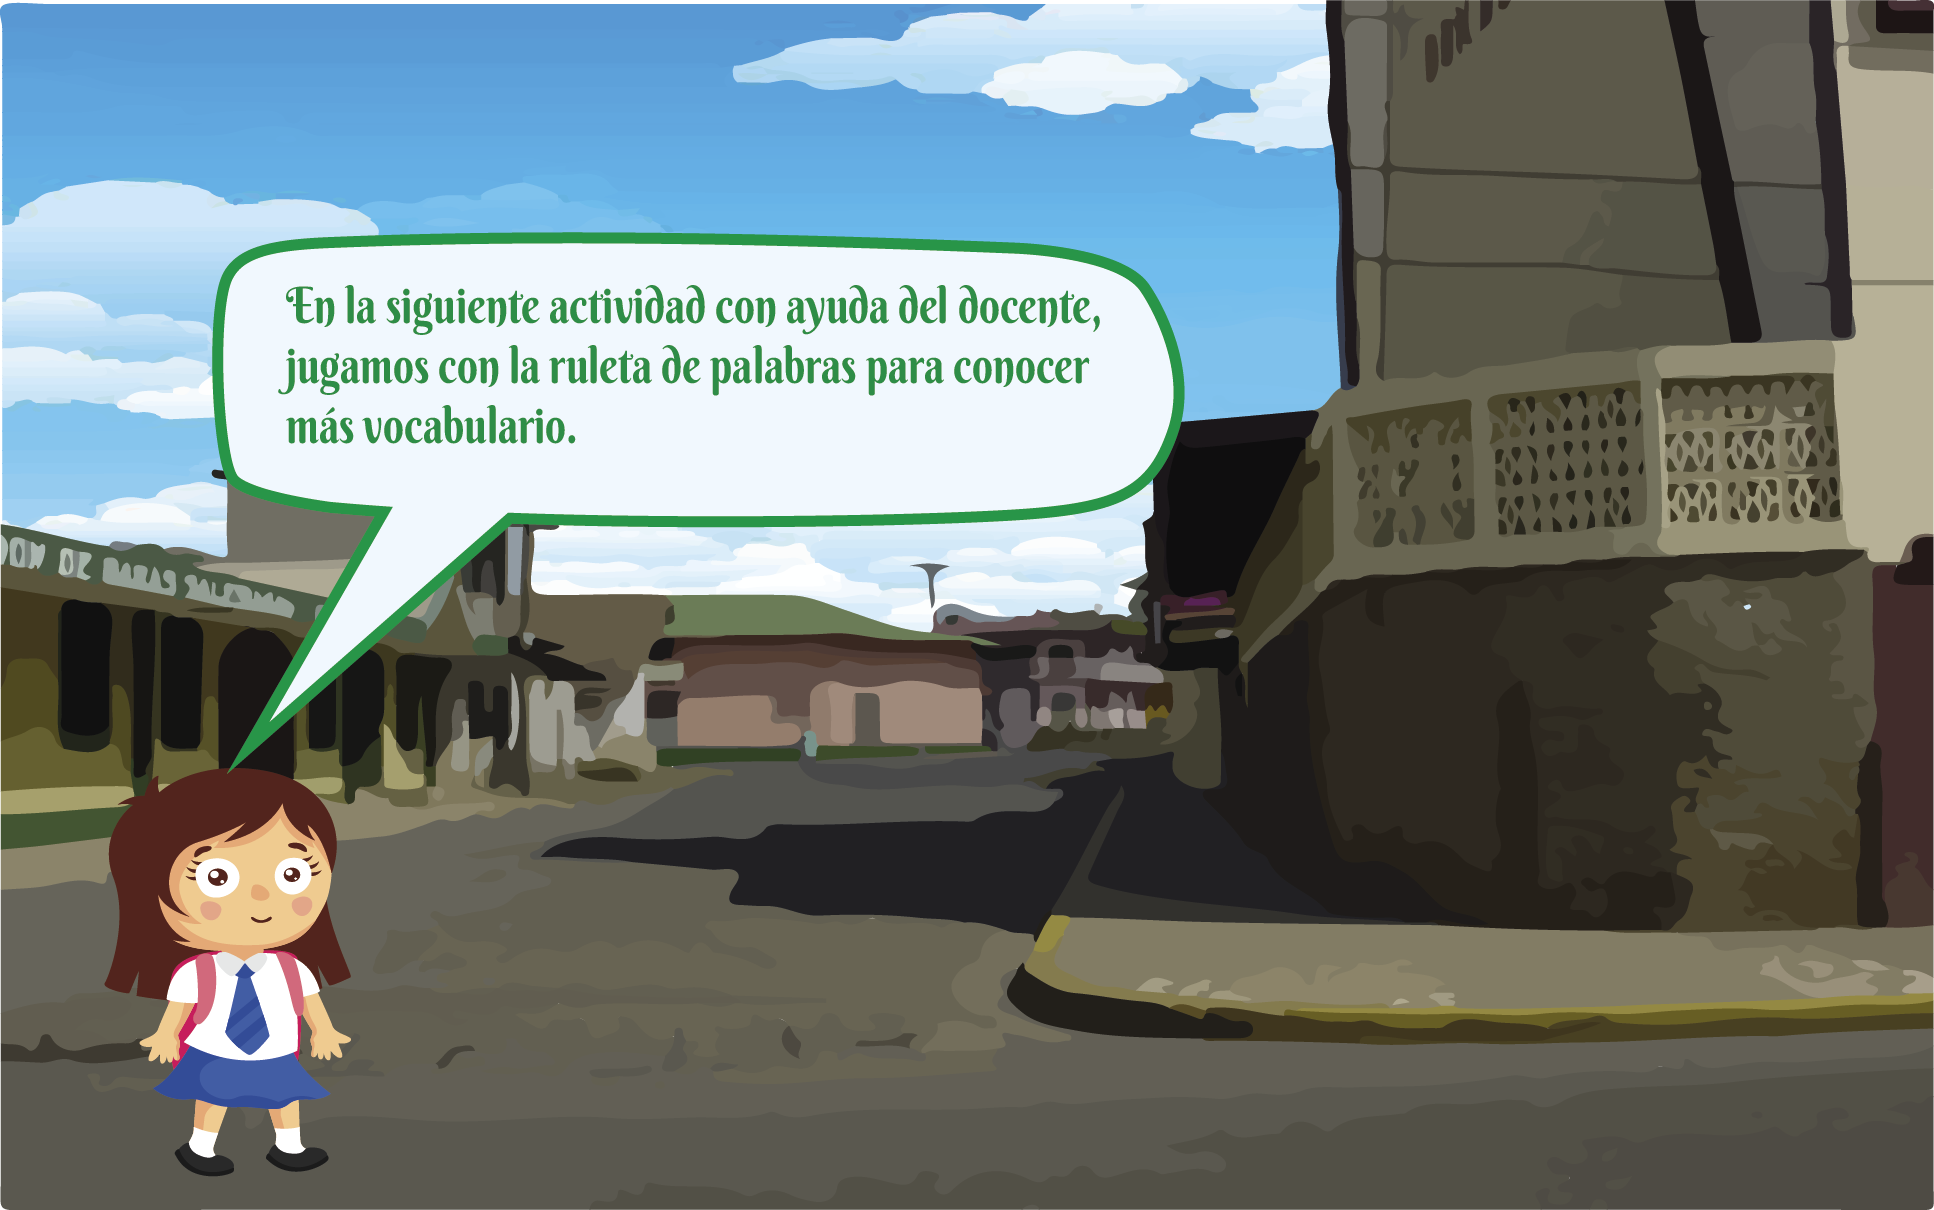 En la siguiente actividad con ayuda del docente,
jugamos con la ruleta de palabras para conocer
más vocabulario.